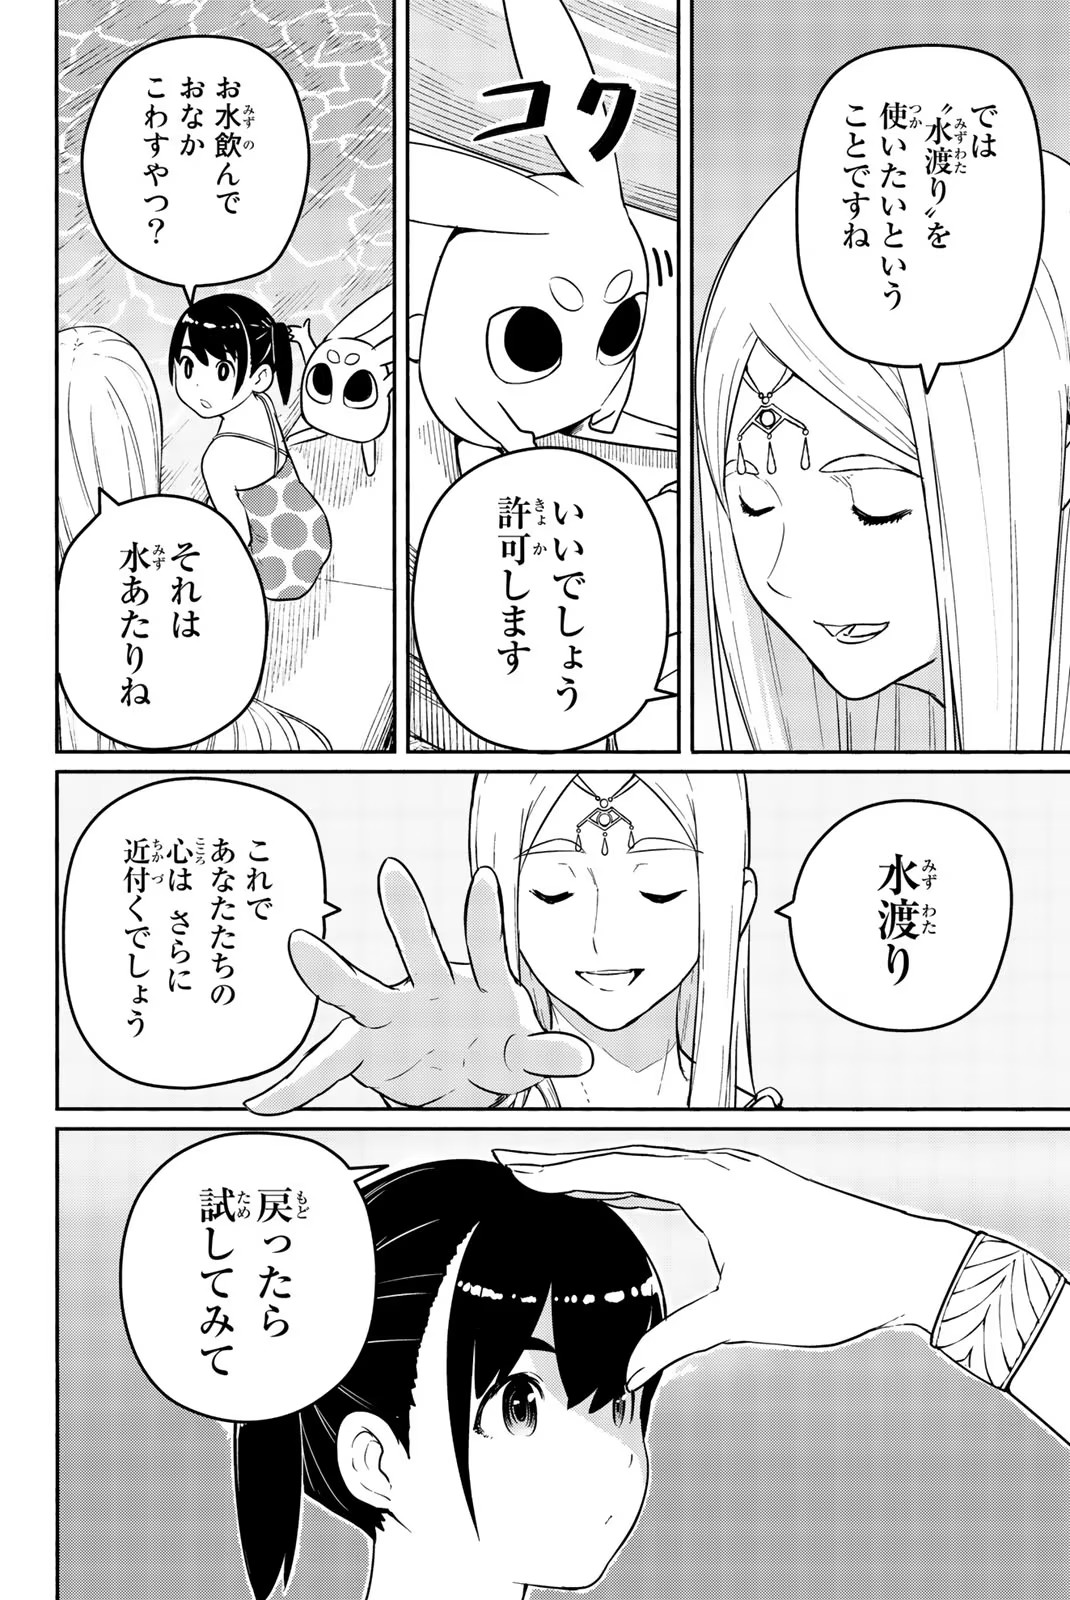 では
〝水渡り〟を
使いたいという
ことですね
コク
いいでしょう
許可します
お水飲んで
おなか
こわすやつ?
それは
水あたりね
水渡り
これで
あなたたちの
心は さらに
近付くでしょう
戻ったら
試してみて